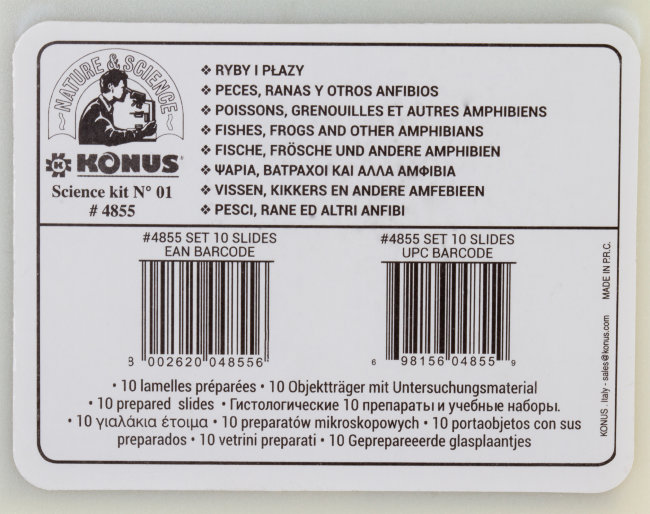 NATURE & SCIENCE
K KONUS®
Science kit N° 01
# 4855
❖ RYBY I PŁAZY
❖ PECES, RANAS Y OTROS ANFIBIOS
❖ POISSONS, GRENOUILLES ET AUTRES AMPHIBIENS
❖ FISHES, FROGS AND OTHER AMPHIBIANS
❖ FISCHE, FRÖSCHE UND ANDERE AMPHIBIEN
❖ ΨΑΡΙΑ, ΒΑΤΡΑΧΟΙ ΚΑΙ ΑΛΛΑ ΑΜΦΙΒΙΑ
❖ VISSEN, KIKKERS EN ANDERE AMFEBIEEN
❖ PESCI, RANE ED ALTRI ANFIBI
#4855 SET 10 SLIDES
EAN BARCODE
8 002620 048556
#4855 SET 10 SLIDES
UPC BARCODE
6 98156 04855 9
• 10 lamelles préparées • 10 Objektträger mit Untersuchungsmaterial
• 10 prepared slides • Гистологические 10 препараты и учебные наборы.
• 10 γιαλάκια έτοιμα • 10 preparatów mikroskopowych • 10 portaobjetos con sus
preparados • 10 vetrini preparati • 10 Geprepareeerde glasplaantjes
KONUS . Italy - sales@konus.com MADE IN P.R.C.